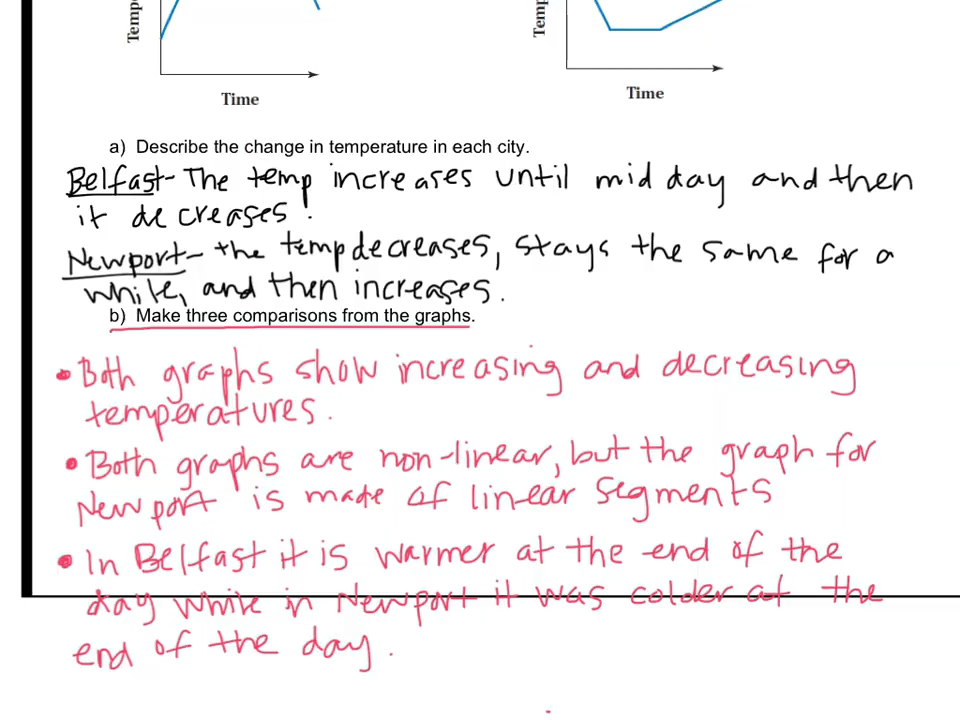 Temp
Temp
Time
Time
a) Describe the change in temperature in each city.
Belfast- The temp increases until mid day and then
it decreases.
Newport- the temp decreases, stays the same for a
while, and then increases.
b) Make three comparisons from the graphs.
• Both graphs show increasing and decreasing
temperatures.
• Both graphs are non-linear, but the graph for
Newport is made of linear segments
• In Belfast it is warmer at the end of the
day while in Newport it was colder at the
end of the day.